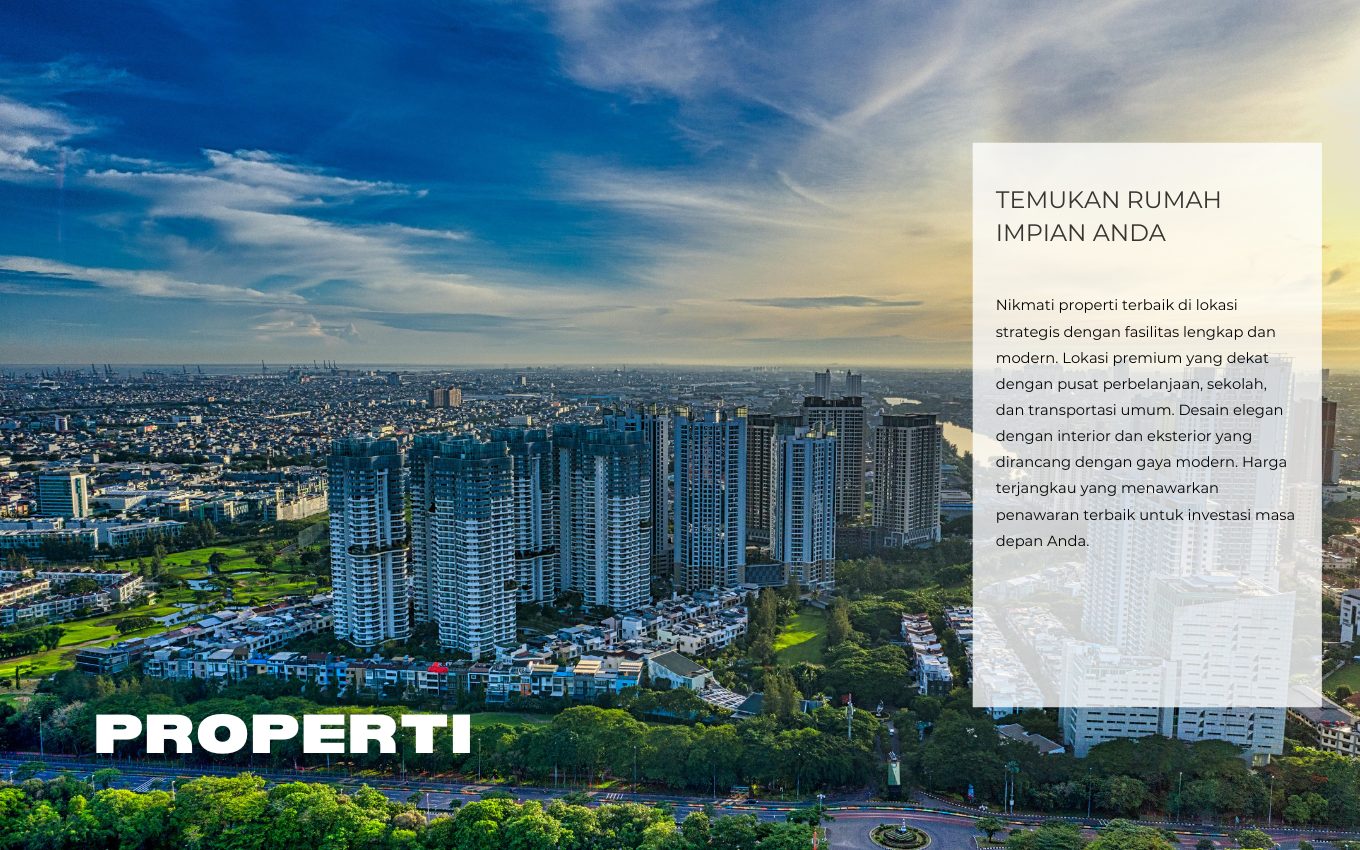 TEMUKAN RUMAH
IMPIAN ANDA
Nikmati properti terbaik di lokasi
strategis dengan fasilitas lengkap dan
modern. Lokasi premium yang dekat
dengan pusat perbelanjaan, sekolah,
dan transportasi umum. Desain elegan
dengan interior dan eksterior yang
dirancang dengan gaya modern. Harga
terjangkau yang menawarkan
penawaran terbaik untuk investasi masa
depan Anda.
PROPERTI